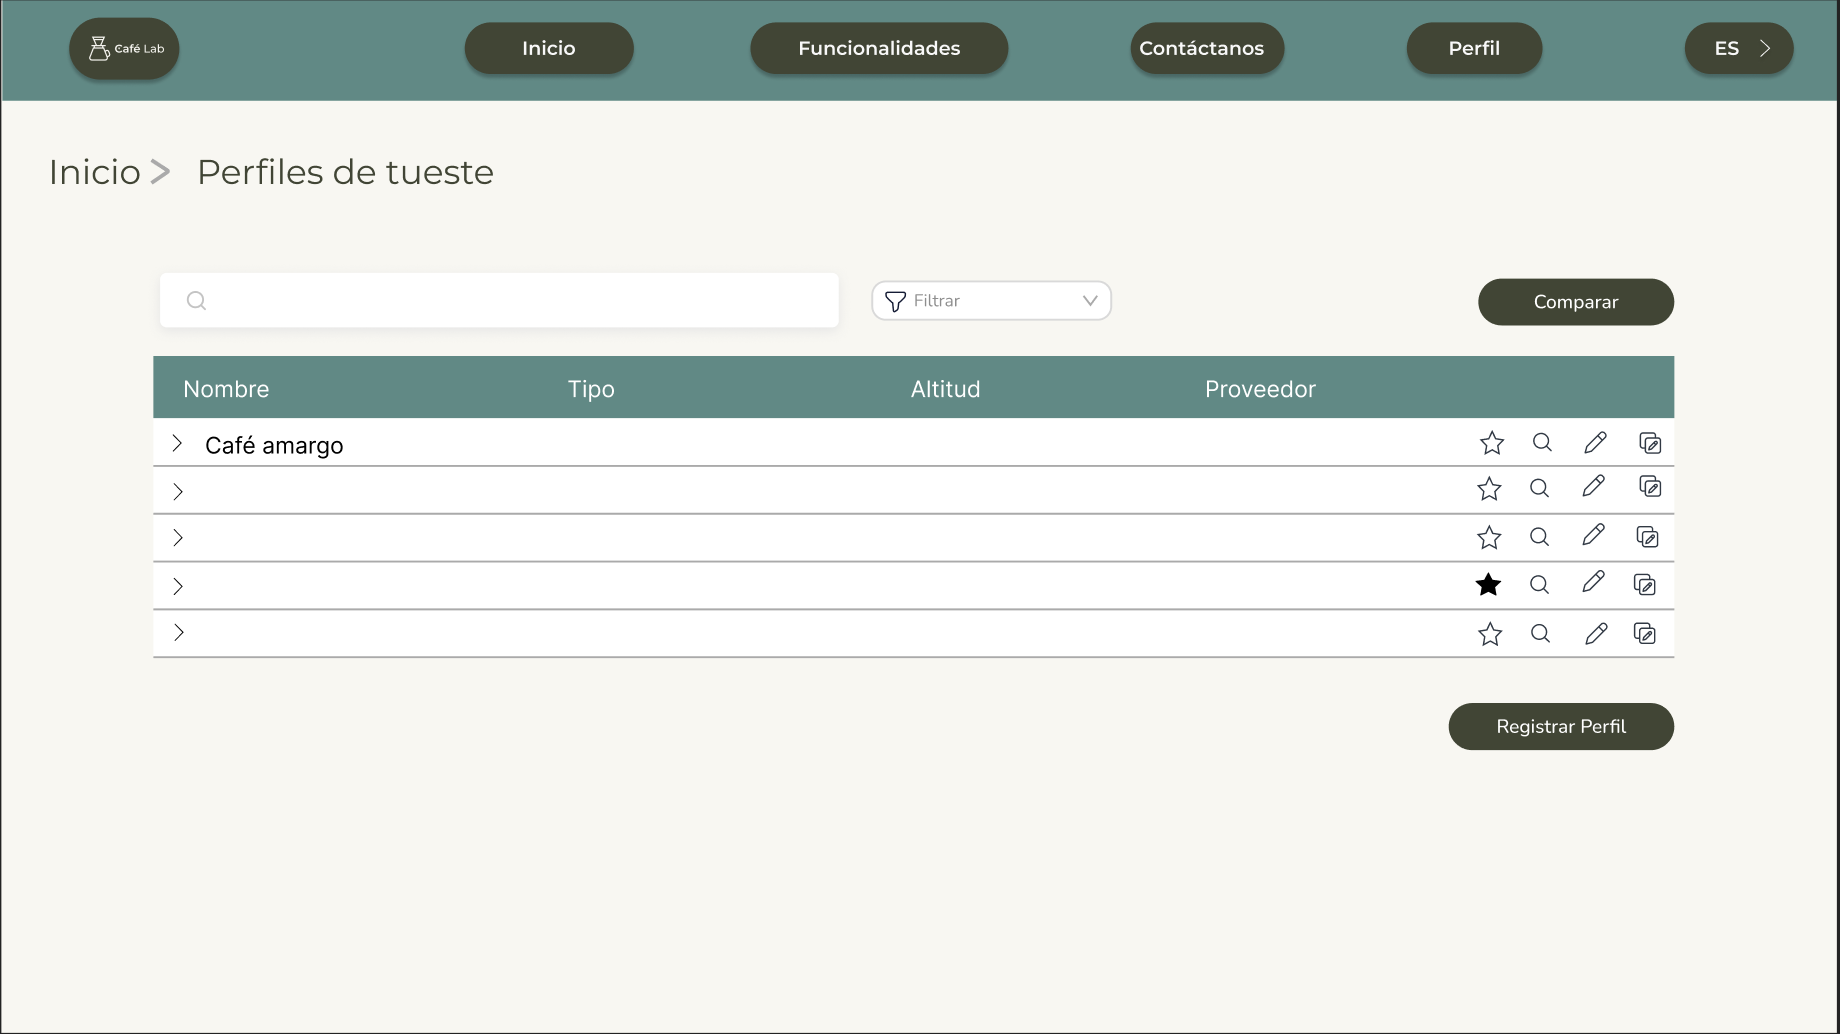 Café Lab
Inicio
Funcionalidades
Contáctanos
Perfil
ES
Inicio > Perfiles de tueste
Filtrar
Comparar
Nombre Tipo Altitud Proveedor
Café amargo
Registrar Perfil